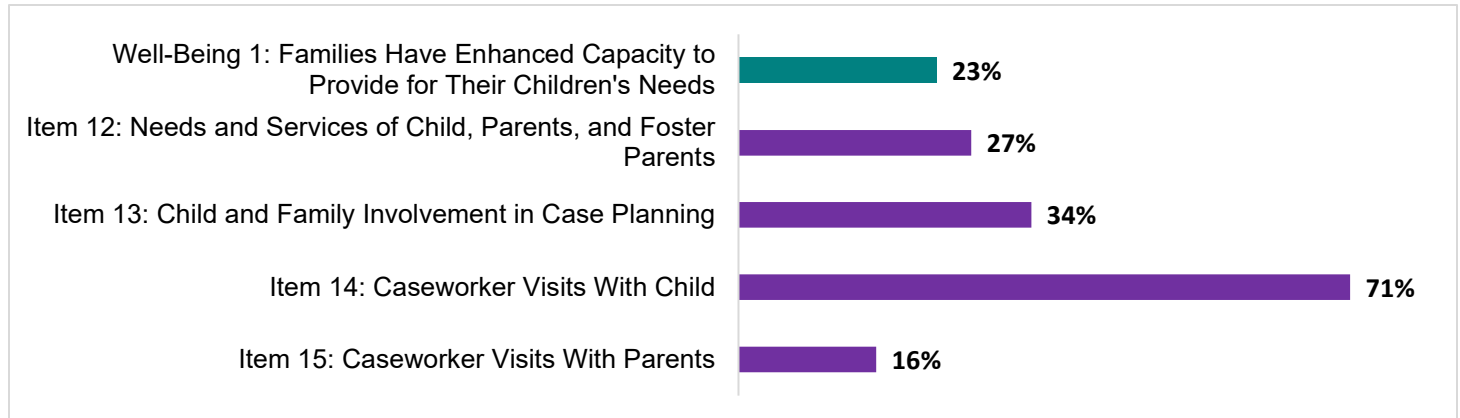 Well-Being 1: Families Have Enhanced Capacity to
Provide for Their Children's Needs
23%
Item 12: Needs and Services of Child, Parents, and Foster
Parents
27%
Item 13: Child and Family Involvement in Case Planning
34%
Item 14: Caseworker Visits With Child
71%
Item 15: Caseworker Visits With Parents
16%